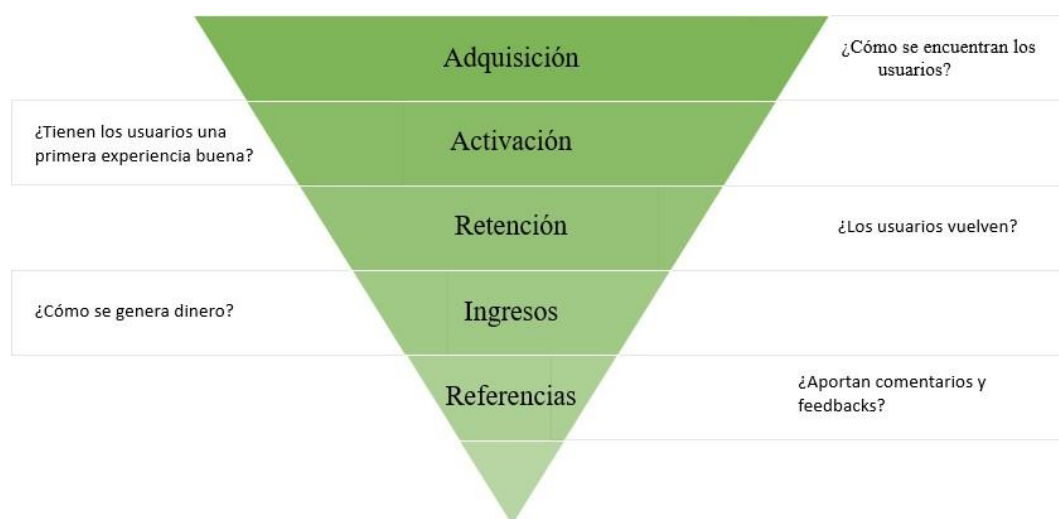 Adquisición
¿Cómo se encuentran los
usuarios?
¿Tienen los usuarios una
primera experiencia buena?
Activación
Retención
¿Los usuarios vuelven?
¿Cómo se genera dinero?
Ingresos
Referencias
¿Aportan comentarios y
feedbacks?